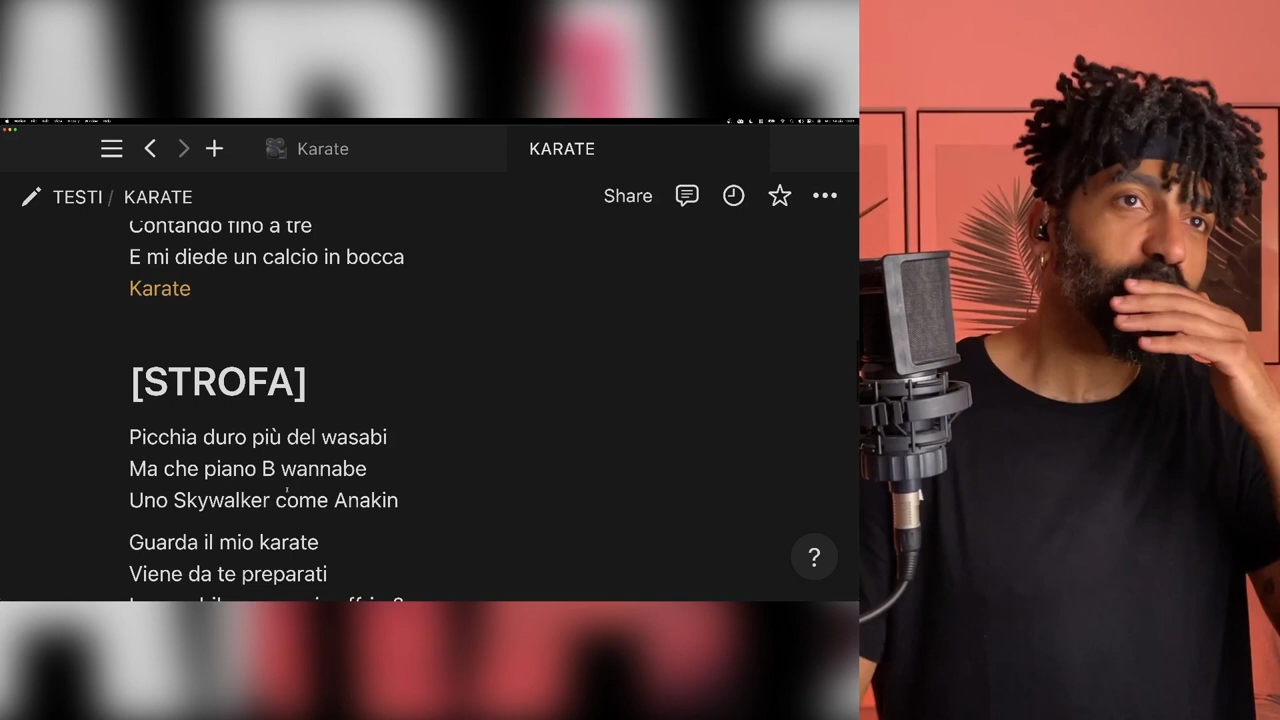 Karate
KARATE
TESTI / KARATE
Share
Contando fino a tre
E mi diede un calcio in bocca
Karate
[STROFA]
Picchia duro più del wasabi
Ma che piano B wannabe
Uno Skywalker come Anakin
Guarda il mio karate
Viene da te preparati
?